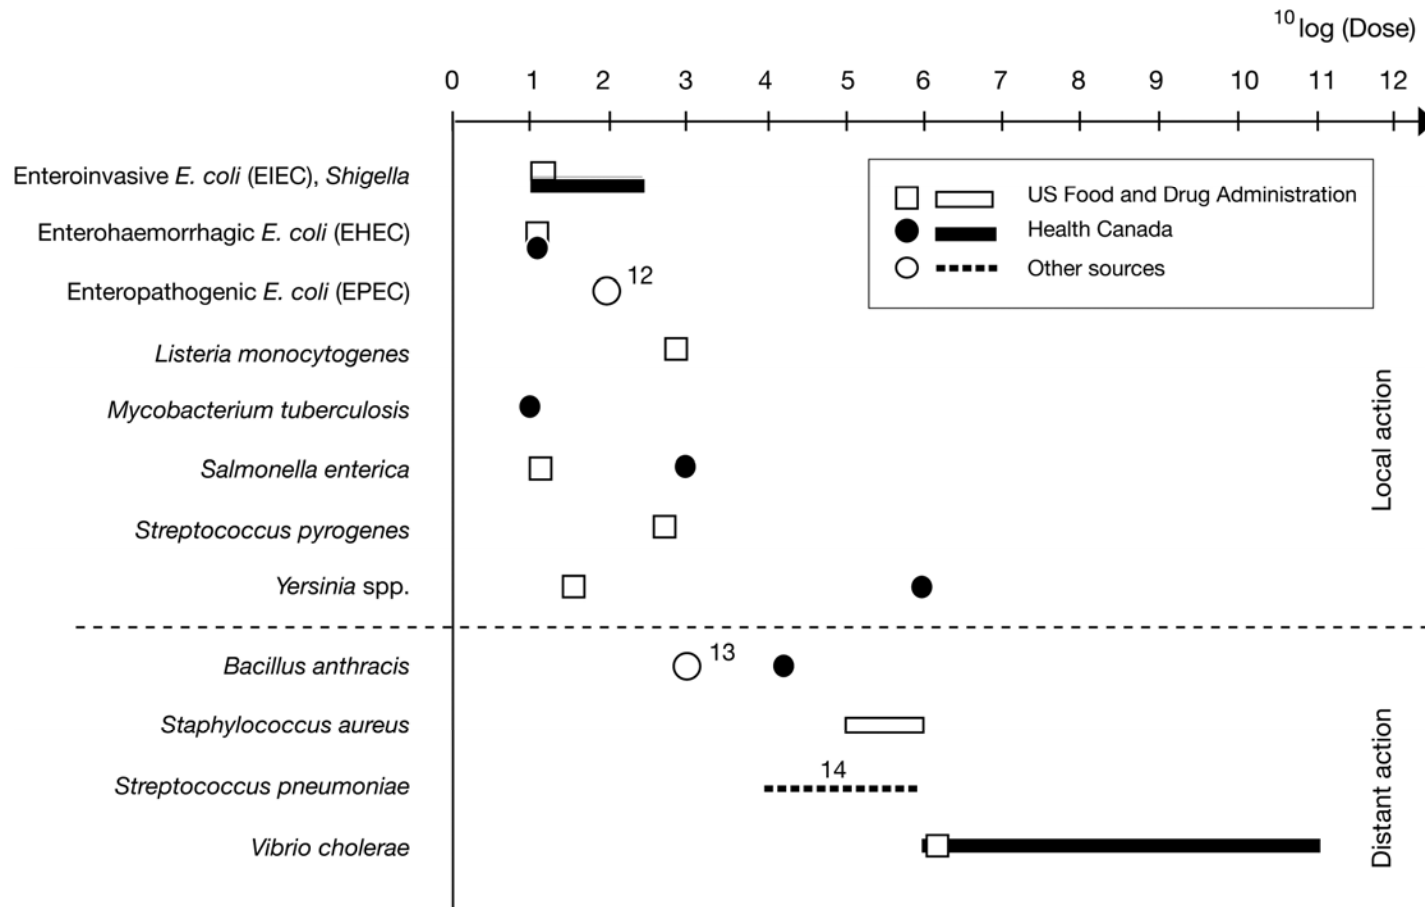 10 log (Dose)
0 1 2 3 4 5 6 7 8 9 10 11 12
Enteroinvasive E. coli (EIEC), Shigella
Enterohaemorrhagic E. coli (EHEC)
Enteropathogenic E. coli (EPEC)
12
Listeria monocytogenes
Mycobacterium tuberculosis
Salmonella enterica
Streptococcus pyrogenes
Yersinia spp.
US Food and Drug Administration
Health Canada
Other sources
Local action
Bacillus anthracis
13
Staphylococcus aureus
Streptococcus pneumoniae
14
Vibrio cholerae
Distant action